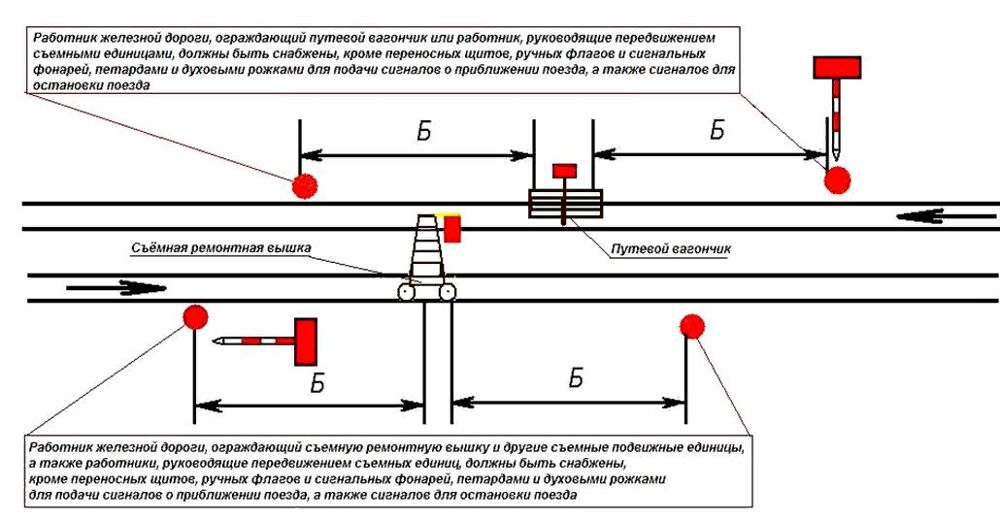 Работник железной дороги, ограждающий путевой вагончик или работник, руководящие передвижением
съемными единицами, должны быть снабжены, кроме переносных щитов, ручных флагов и сигнальных
фонарей, петардами и духовыми рожками для подачи сигналов о приближении поезда, а также сигналов для
остановки поезда
Б
Б
Съёмная ремонтная вышка
Путевой вагончик
Б
Б
Работник железной дороги, ограждающий съемную ремонтную вышку и другие съемные подвижные единицы,
а также работники, руководящие передвижением съемных единиц, должны быть снабжены,
кроме переносных щитов, ручных флагов и сигнальных фонарей, петардами и духовыми рожками
для подачи сигналов о приближении поезда, а также сигналов для остановки поезда